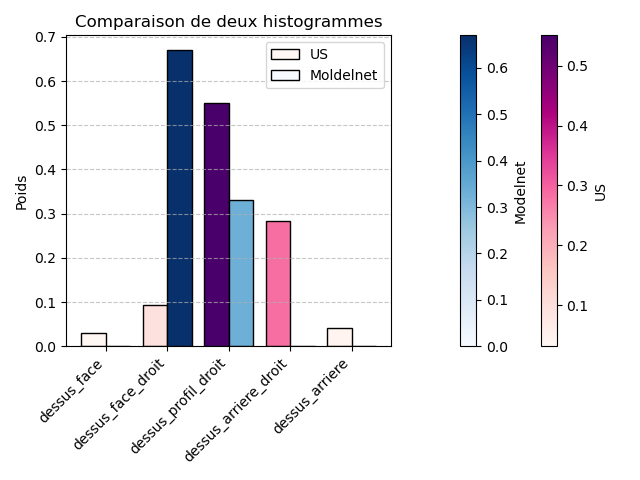 Comparaison de deux histogrammes
0.7
0.6
0.5
0.4
0.3
0.2
0.1
0.0
Poids
US
Moldelnet
dessus_face
dessus_face_droit
dessus_profil_droit
dessus_arriere_droit
dessus_arriere
0.6
0.5
0.4
0.3
0.2
0.1
0.0
Modelnet
0.5
0.4
0.3
0.2
0.1
US